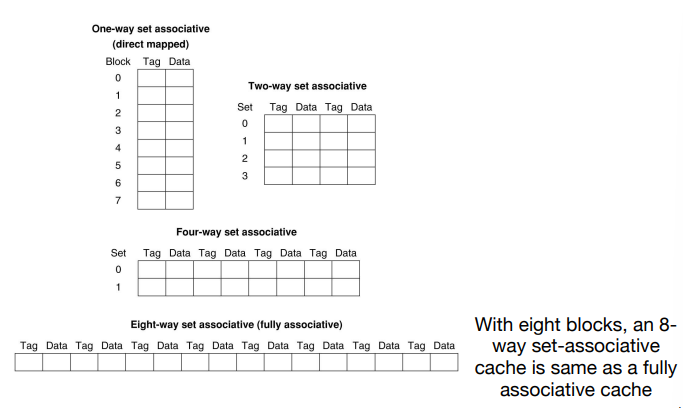 One-way set associative
(direct mapped)
Block Tag Data
0
1
2
3
4
5
6
7
Two-way set associative
Set Tag Data Tag Data
0
1
2
3
Four-way set associative
Set Tag Data Tag Data Tag Data Tag Data
0
1
Eight-way set associative (fully associative)
Tag Data Tag Data Tag Data Tag Data Tag Data Tag Data Tag Data Tag Data
With eight blocks, an 8-
way set-associative
cache is same as a fully
associative cache